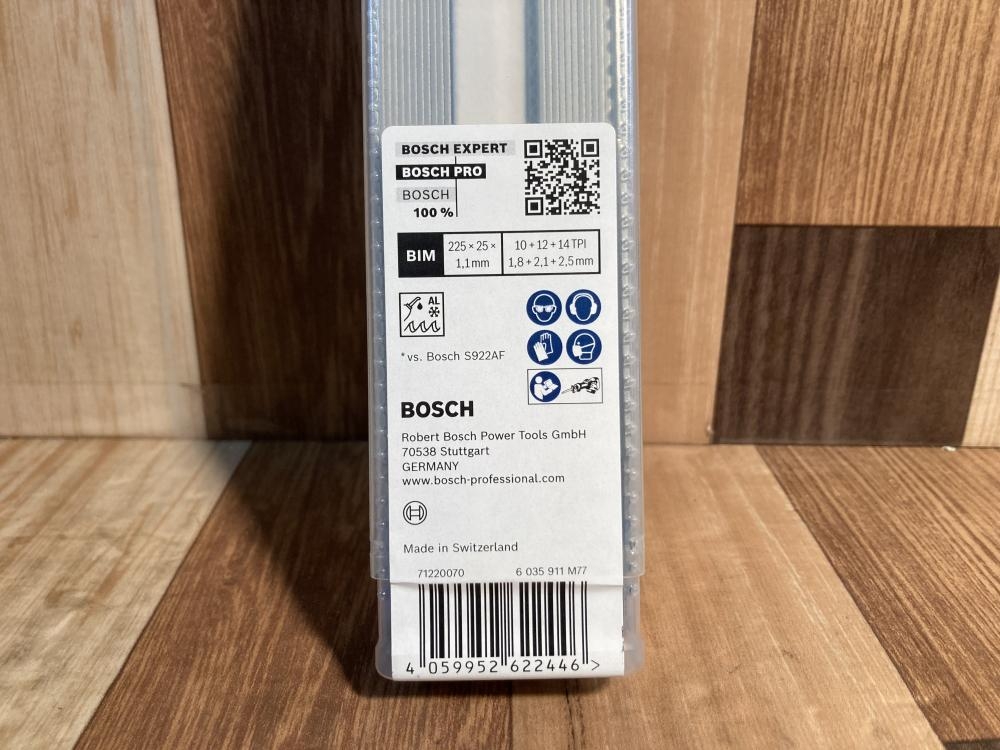 BOSCH EXPERT
BOSCH PRO
BOSCH
100 %
BIM
225 × 25 ×
1,1 mm
10 + 12 + 14 TPI
1,8 + 2,1 + 2,5 mm
AL
* vs. Bosch S922AF
BOSCH
Robert Bosch Power Tools GmbH
70538 Stuttgart
GERMANY
www.bosch-professional.com
Made in Switzerland
71220070 6 035 911 M77
4 059952 622446 >